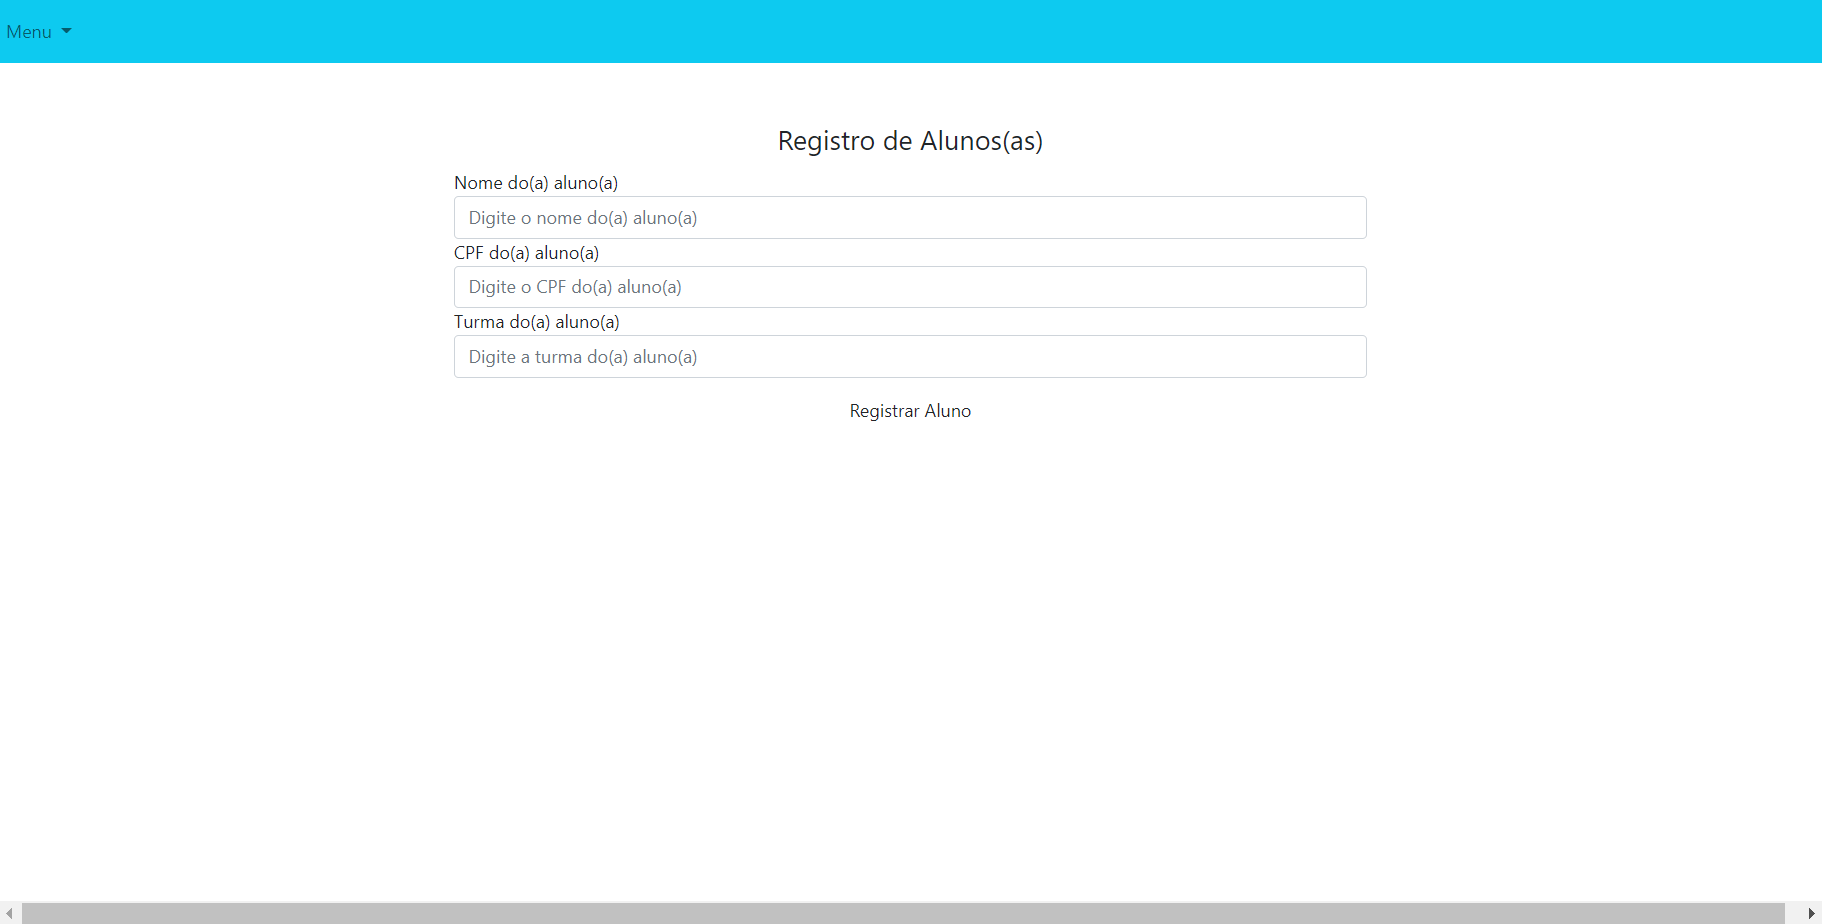 Menu
Registro de Alunos(as)
Nome do(a) aluno(a)
Digite o nome do(a) aluno(a)
CPF do(a) aluno(a)
Digite o CPF do(a) aluno(a)
Turma do(a) aluno(a)
Digite a turma do(a) aluno(a)
Registrar Aluno